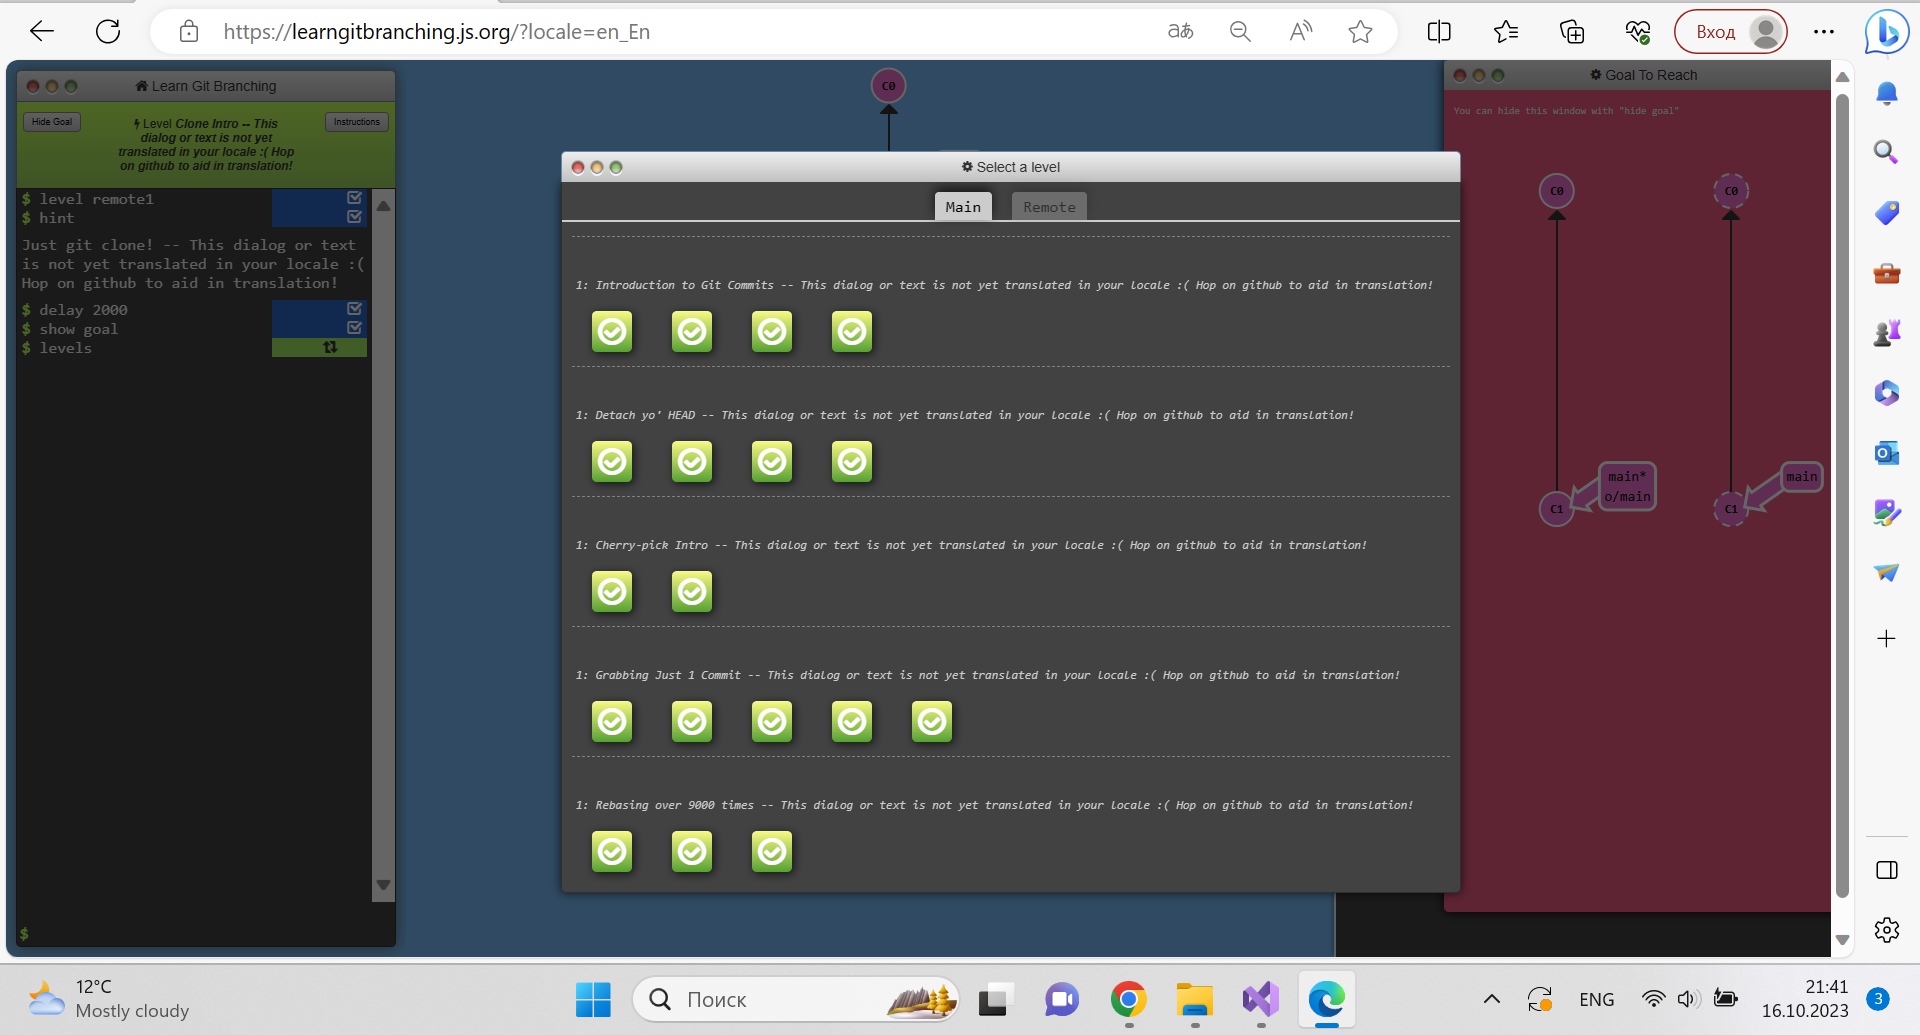 https://learngitbranching.js.org/?locale=en_En
Вход
Learn Git Branching
Hide Goal
Level Clone Intro -- This
dialog or text is not yet
translated in your locale :( Hop
on github to aid in translation!
Instructions
$ level remote1
$ hint
Just git clone! -- This dialog or text
is not yet translated in your locale :(
Hop on github to aid in translation!
$ delay 2000
$ show goal
$ levels
$
C0
Select a level
Main
Remote
1: Introduction to Git Commits -- This dialog or text is not yet translated in your locale :( Hop on github to aid in translation!
1: Detach yo' HEAD -- This dialog or text is not yet translated in your locale :( Hop on github to aid in translation!
1: Cherry-pick Intro -- This dialog or text is not yet translated in your locale :( Hop on github to aid in translation!
1: Grabbing Just 1 Commit -- This dialog or text is not yet translated in your locale :( Hop on github to aid in translation!
1: Rebasing over 9000 times -- This dialog or text is not yet translated in your locale :( Hop on github to aid in translation!
Goal To Reach
You can hide this window with "hide goal"
C0
C0
main*
o/main
main
C1
C1
12°C
Mostly cloudy
Поиск
ENG
21:41
16.10.2023
3